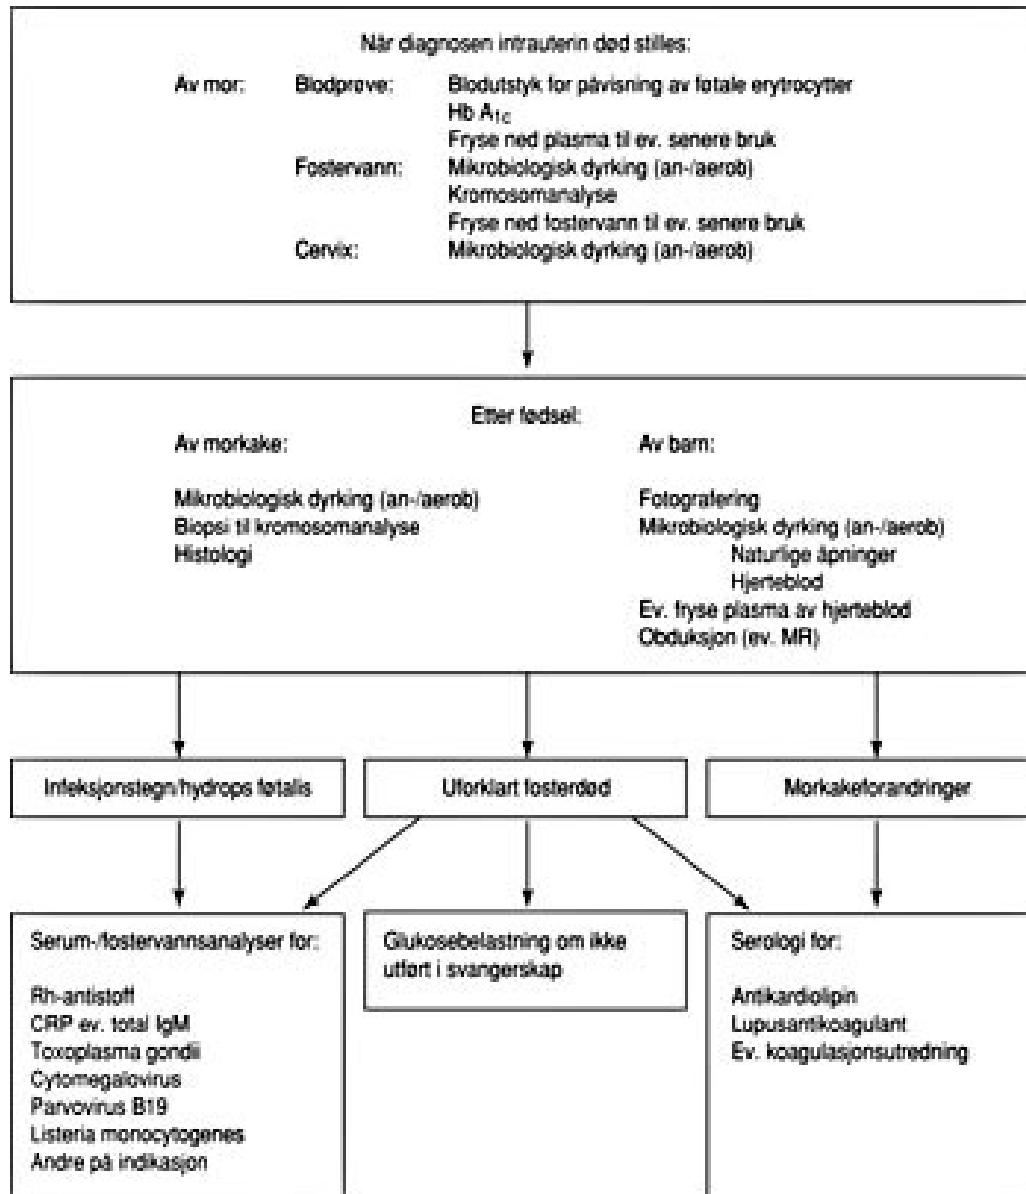 Når diagnosen intrauterin død stilles:
Av mor: Blodprøve: Blodutstyk for påvisning av føtale erytrocytter
Hb A1c
Fryse ned plasma til ev. senere bruk
Fostervann: Mikrobiologisk dyrking (an-/aerob)
Kromosomanalyse
Fryse ned fostervann til ev. senere bruk
Cervix: Mikrobiologisk dyrking (an-/aerob)
Etter fødsel:
Av morkake:
Mikrobiologisk dyrking (an-/aerob)
Biopsi til kromosomanalyse
Histologi
Av barn:
Fotografering
Mikrobiologisk dyrking (an-/aerob)
Naturlige åpninger
Hjerteblod
Ev. fryse plasma av hjerteblod
Obduksjon (ev. MR)
Infeksjonstegn/hydrops føtalis
Uforklart fosterdød
Morkakeforandringer
Serum-/fostervannsanalyser for:
Rh-antistoff
CRP ev. total IgM
Toxoplasma gondii
Cytomegalovirus
Parvovirus B19
Listeria monocytogenes
Andre på indikasjon
Glukosebelastning om ikke
utført i svangerskap
Serologi for:
Antikardiolipin
Lupusantikoagulant
Ev. koagulasjonsutredning